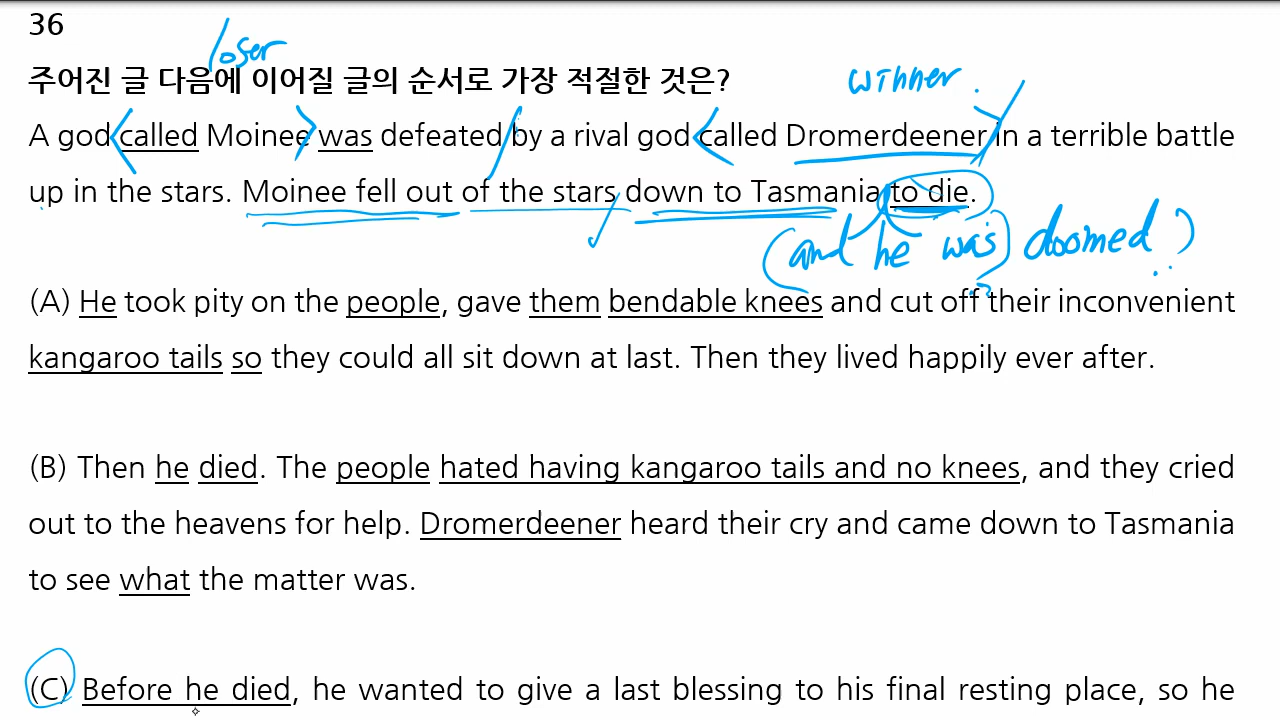 36
loser
주어진 글 다음에 이어질 글의 순서로 가장 적절한 것은?
winner.
A god called Moinee was defeated by a rival god called Dromerdeener in a terrible battle
up in the stars. Moinee fell out of the stars down to Tasmania to die.
(and he was) doomed
(A) He took pity on the people, gave them bendable knees and cut off their inconvenient
kangaroo tails so they could all sit down at last. Then they lived happily ever after.
(B) Then he died. The people hated having kangaroo tails and no knees, and they cried
out to the heavens for help. Dromerdeener heard their cry and came down to Tasmania
to see what the matter was.
(C) Before he died, he wanted to give a last blessing to his final resting place, so he